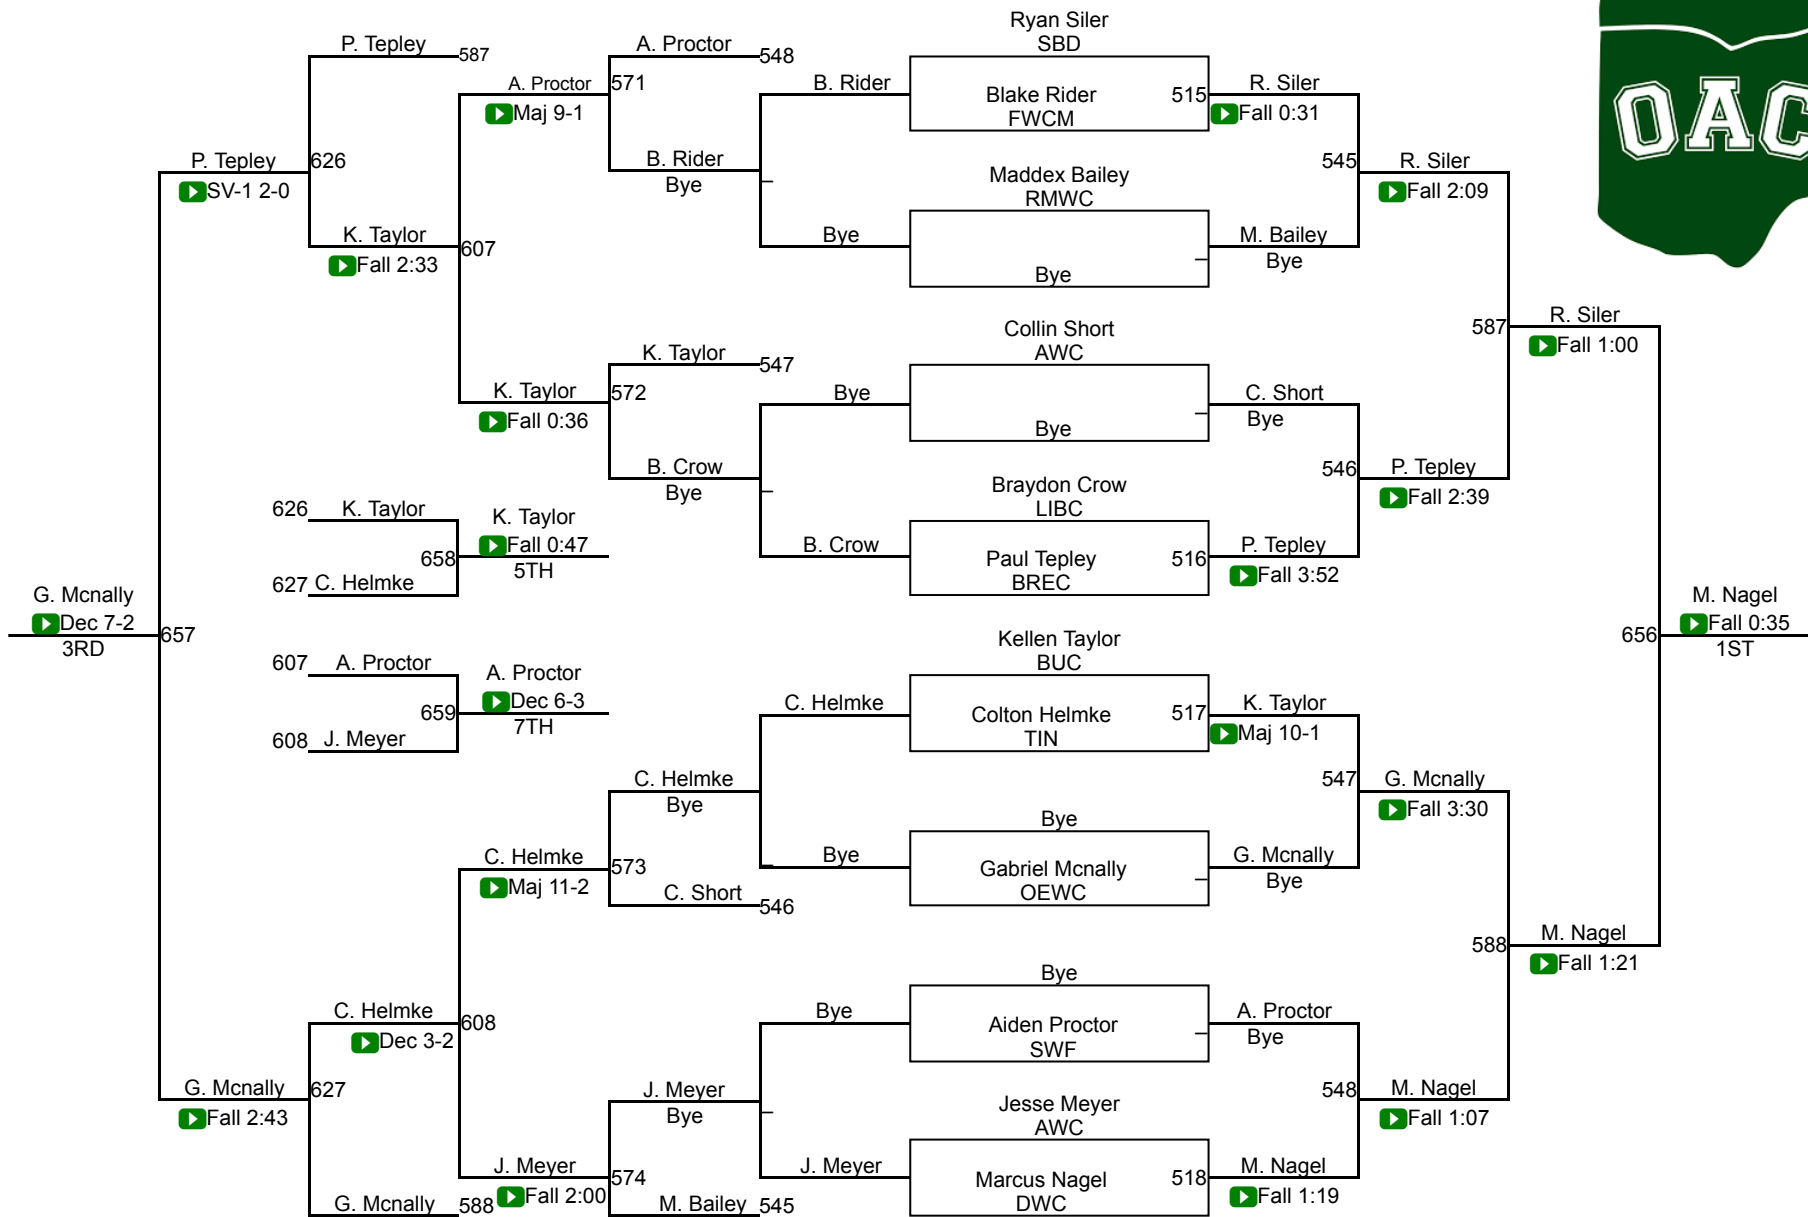 Ryan Siler
SBD
P. Tepley
587
A. Proctor
548
OAC
A. Proctor
571
B. Rider
Blake Rider
FWCM
515
R. Siler
Maj 9-1
Fall 0:31
P. Tepley
626
B. Rider
Bye
545
R. Siler
SV-1 2-0
Maddex Bailey
RMWC
Fall 2:09
K. Taylor
607
Bye
M. Bailey
Fall 2:33
Bye
Bye
Collin Short
AWC
587
R. Siler
Fall 1:00
K. Taylor
547
K. Taylor
572
Bye
C. Short
Fall 0:36
Bye
Bye
B. Crow
Bye
546
P. Tepley
Braydon Crow
LIBC
Fall 2:39
626
K. Taylor
K. Taylor
Fall 0:47
5TH
658
B. Crow
Paul Tepley
BREC
516
P. Tepley
Fall 3:52
627
C. Helmke
G. Mcnally
Dec 7-2
3RD
657
656
M. Nagel
Fall 0:35
1ST
Kellen Taylor
BUC
607
A. Proctor
A. Proctor
Dec 6-3
7TH
659
C. Helmke
Colton Helmke
TIN
517
K. Taylor
Maj 10-1
608
J. Meyer
C. Helmke
Bye
547
G. Mcnally
Fall 3:30
Bye
C. Helmke
573
Bye
Gabriel Mcnally
OEWC
G. Mcnally
Bye
Maj 11-2
C. Short
546
588
M. Nagel
Fall 1:21
Bye
C. Helmke
608
Bye
Aiden Proctor
SWF
A. Proctor
Bye
Dec 3-2
G. Mcnally
627
J. Meyer
Bye
548
M. Nagel
Fall 2:43
Jesse Meyer
AWC
Fall 1:07
J. Meyer
574
J. Meyer
Marcus Nagel
DWC
518
M. Nagel
Fall 2:00
Fall 1:19
G. Mcnally
588
M. Bailey
545